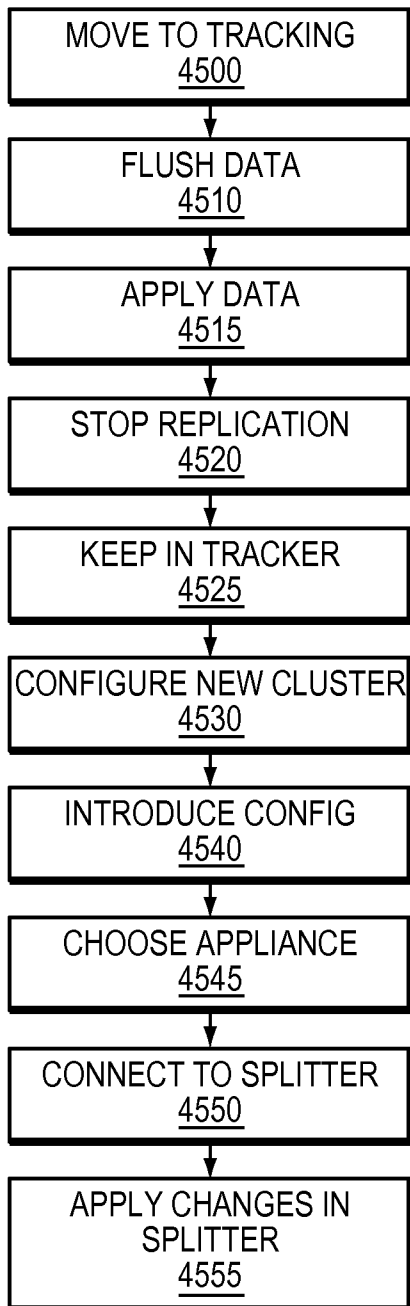 MOVE TO TRACKING
4500
FLUSH DATA
4510
APPLY DATA
4515
STOP REPLICATION
4520
KEEP IN TRACKER
4525
CONFIGURE NEW CLUSTER
4530
INTRODUCE CONFIG
4540
CHOOSE APPLIANCE
4545
CONNECT TO SPLITTER
4550
APPLY CHANGES IN
SPLITTER
4555